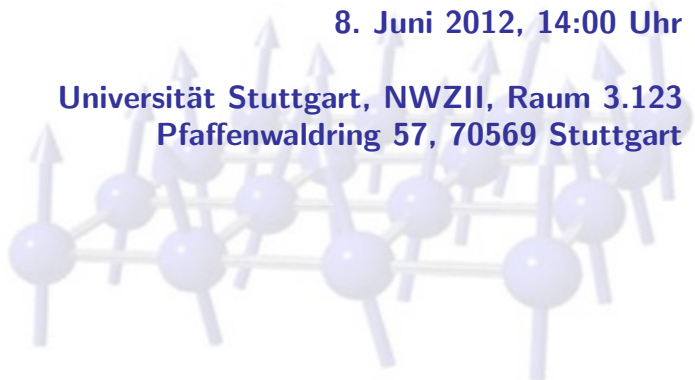 8. Juni 2012, 14:00 Uhr
Universität Stuttgart, NWZII, Raum 3.123
Pfaffenwaldring 57, 70569 Stuttgart